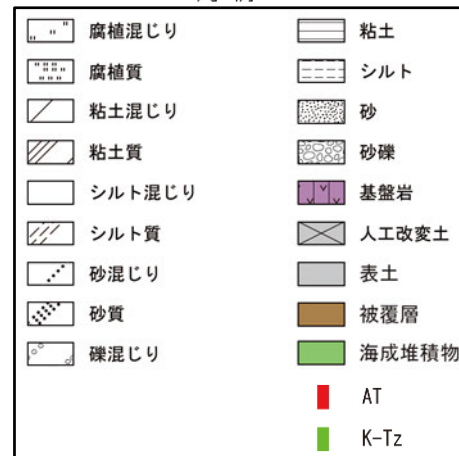 腐植混じり
腐植質
粘土混じり
粘土質
シルト混じり
シルト質
砂混じり
砂質
礫混じり
粘土
シルト
砂
砂礫
基盤岩
人工改変土
表土
被覆層
海成堆積物
AT
K-Tz